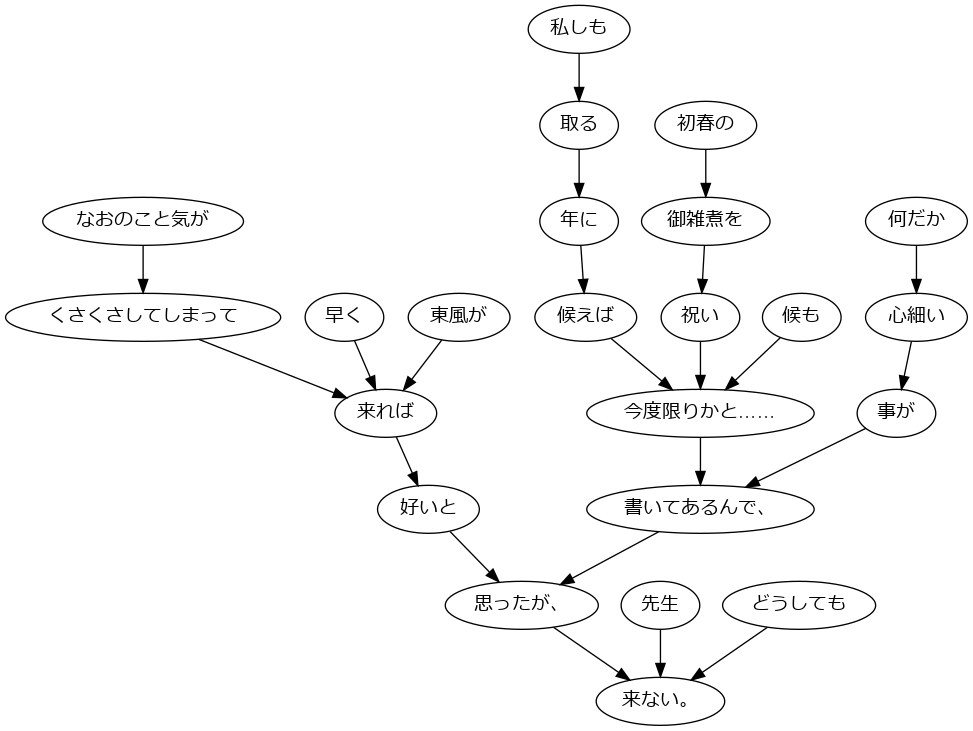 私しも
取る
初春の
なおのこと気が
年に
御雑煮を
何だか
くさくさしてしまって
早く
東風が
候えば
祝い
候も
心細い
来れば
今度限りかと……
事が
好いと
書いてあるんで、
思ったが、
先生
どうしても
来ない。